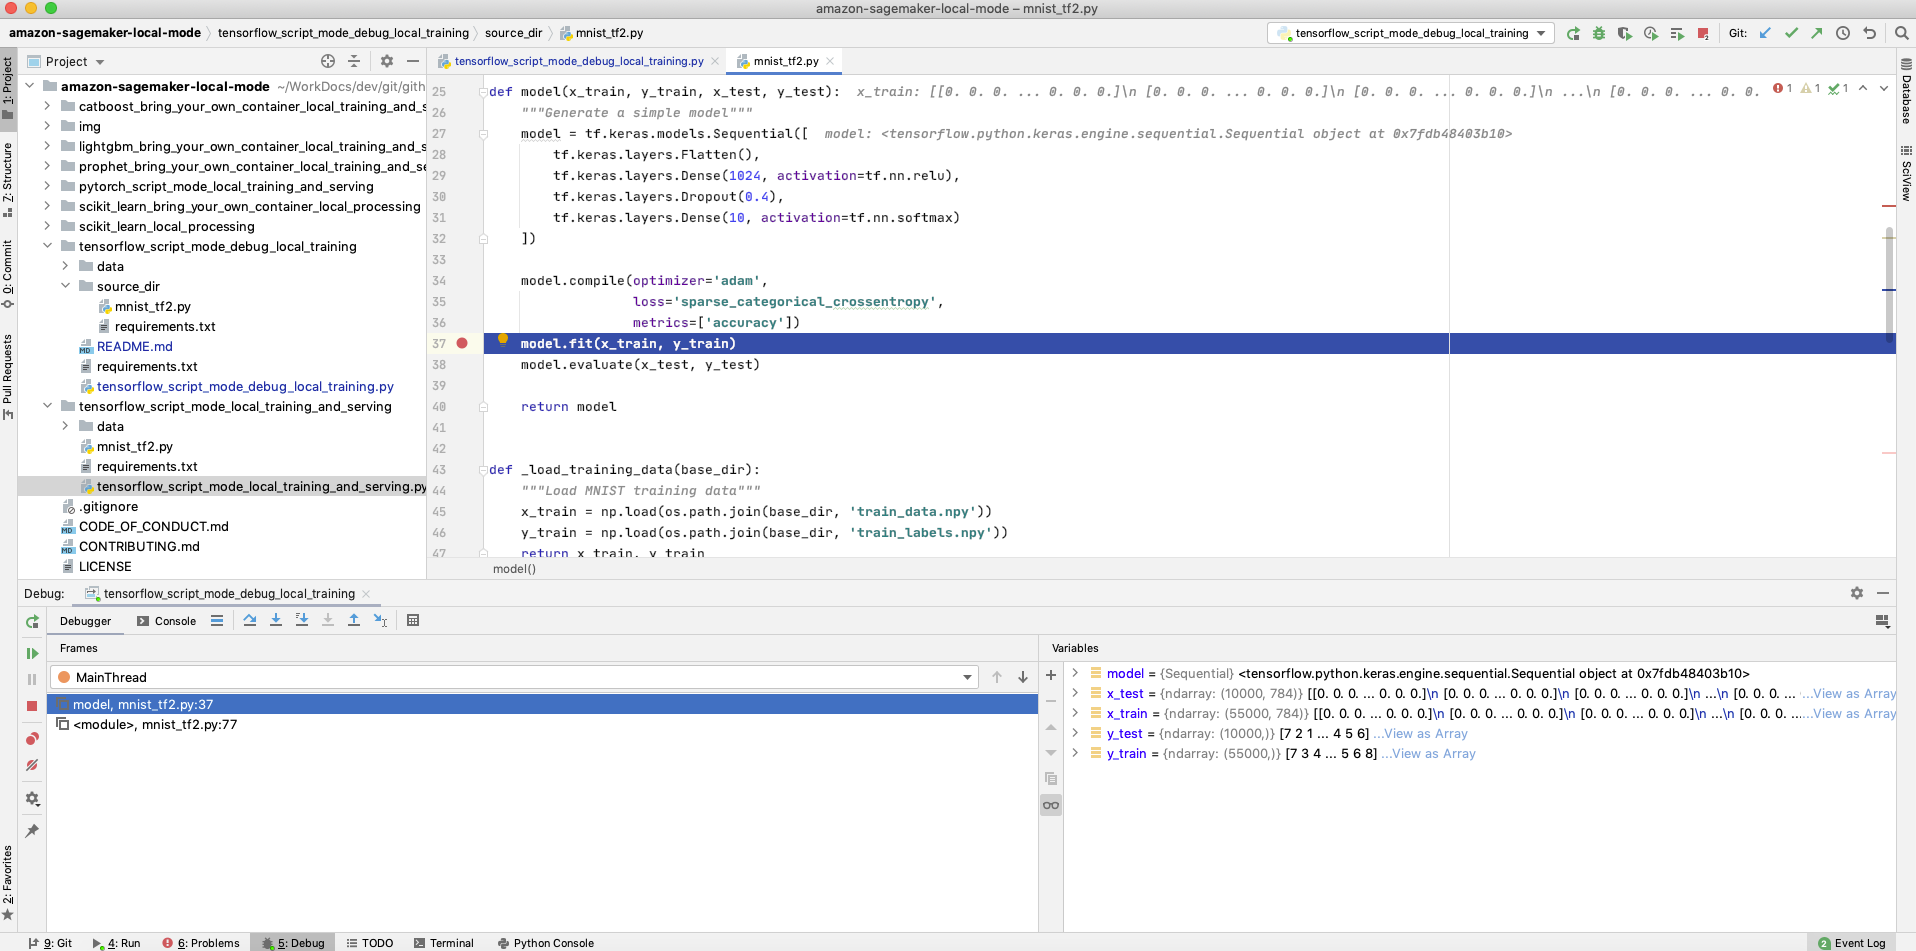 amazon-sagemaker-local-mode – mnist_tf2.py
amazon-sagemaker-local-mode tensorflow_script_mode_debug_local_training source_dir mnist_tf2.py
tensorflow_script_mode_debug_local_training Git:
Project
tensorflow_script_mode_debug_local_training.py
mnist_tf2.py
1: Project
Z: Structure
0: Commit
Pull Requests
2: Favorites
Database
SciView
amazon-sagemaker-local-mode ~/WorkDocs/dev/git/gith
catboost_bring_your_own_container_local_training_and_s
img
lightgbm_bring_your_own_container_local_training_and_s
prophet_bring_your_own_container_local_training_and_se
pytorch_script_mode_local_training_and_serving
scikit_learn_bring_your_own_container_local_processing
scikit_learn_local_processing
tensorflow_script_mode_debug_local_training
data
source_dir
mnist_tf2.py
requirements.txt
README.md
requirements.txt
tensorflow_script_mode_debug_local_training.py
tensorflow_script_mode_local_training_and_serving
data
mnist_tf2.py
requirements.txt
tensorflow_script_mode_local_training_and_serving.py
.gitignore
CODE_OF_CONDUCT.md
CONTRIBUTING.md
LICENSE
25 def model(x_train, y_train, x_test, y_test): x_train: [[0. 0. 0. ... 0. 0. 0.]\n [0. 0. 0. ... 0. 0. 0.]\n [0. 0. 0. ... 0. 0. 0.]\n ...\n [0. 0. 0. ... 0. 0. 1 1 1
26 """Generate a simple model"""
27 model = tf.keras.models.Sequential([ model: <tensorflow.python.keras.engine.sequential.Sequential object at 0x7fdb48403b10>
28 tf.keras.layers.Flatten(),
29 tf.keras.layers.Dense(1024, activation=tf.nn.relu),
30 tf.keras.layers.Dropout(0.4),
31 tf.keras.layers.Dense(10, activation=tf.nn.softmax)
32 ])
33
34 model.compile(optimizer='adam',
35 loss='sparse_categorical_crossentropy',
36 metrics=['accuracy'])
37 model.fit(x_train, y_train)
38 model.evaluate(x_test, y_test)
39
40 return model
41
42
43 def _load_training_data(base_dir):
44 """Load MNIST training data"""
45 x_train = np.load(os.path.join(base_dir, 'train_data.npy'))
46 y_train = np.load(os.path.join(base_dir, 'train_labels.npy'))
47 return x_train, y_train
model()
Debug: tensorflow_script_mode_debug_local_training
Debugger Console
Frames
MainThread
model, mnist_tf2.py:37
<module>, mnist_tf2.py:77
Variables
model = {Sequential} <tensorflow.python.keras.engine.sequential.Sequential object at 0x7fdb48403b10>
x_test = {ndarray: (10000, 784)} [[0. 0. 0. ... 0. 0. 0.]\n [0. 0. 0. ... 0. 0. 0.]\n [0. 0. 0. ... 0. 0. 0.]\n ...\n [0. 0. 0. ... ...View as Array
x_train = {ndarray: (55000, 784)} [[0. 0. 0. ... 0. 0. 0.]\n [0. 0. 0. ... 0. 0. 0.]\n [0. 0. 0. ... 0. 0. 0.]\n ...\n [0. 0. 0. ... ...View as Array
y_test = {ndarray: (10000,)} [7 2 1 ... 4 5 6] ...View as Array
y_train = {ndarray: (55000,)} [7 3 4 ... 5 6 8] ...View as Array
9: Git 4: Run 6: Problems 5: Debug TODO Terminal Python Console 2 Event Log